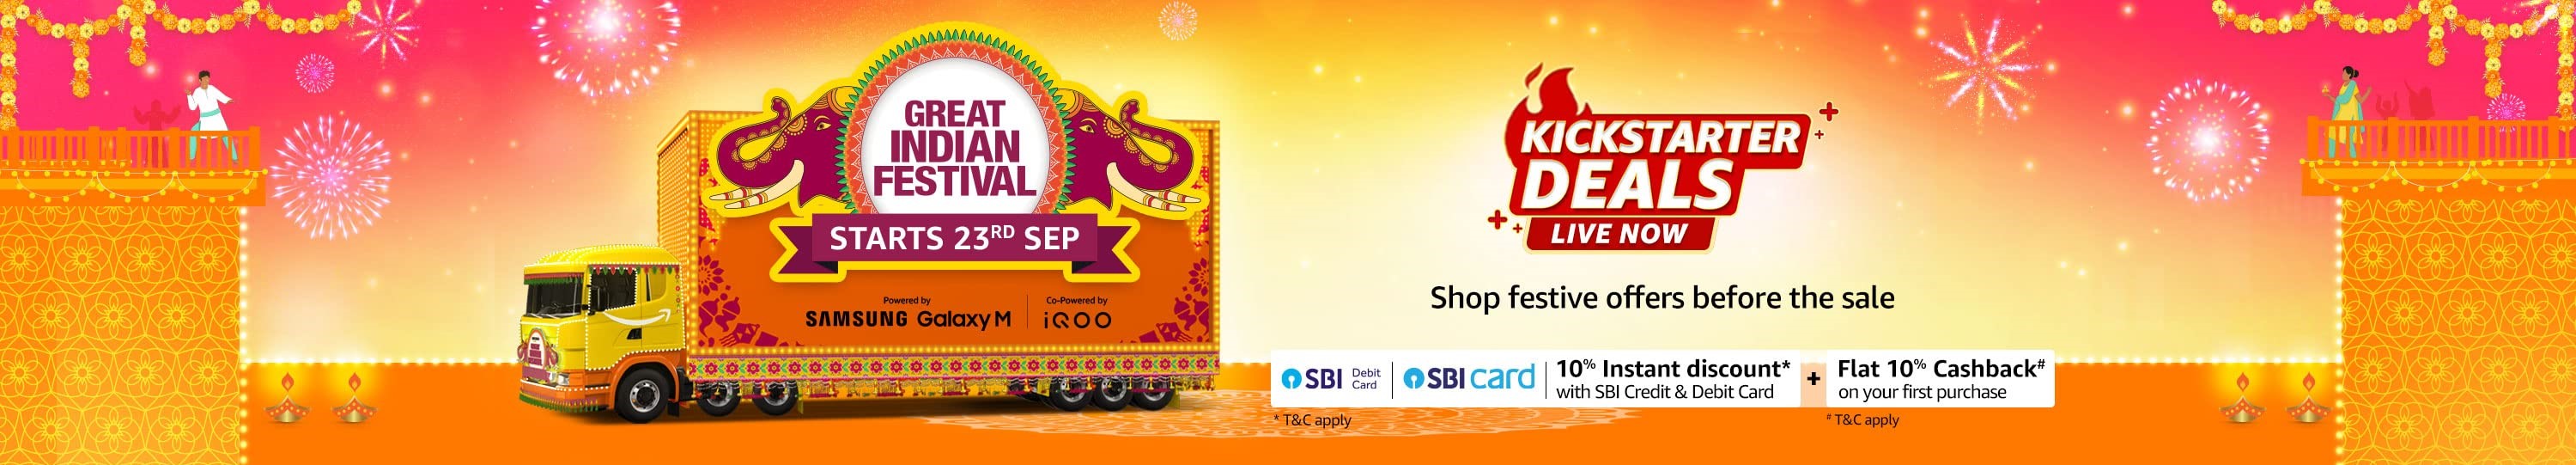 GREAT
INDIAN
FESTIVAL
STARTS 23RD SEP
Powered by
SAMSUNG Galaxy M
Co-Powered by
iQOO
KICKSTARTER
DEALS
LIVE NOW
Shop festive offers before the sale
SBI Debit Card
SBI card
10% Instant discount*
with SBI Credit & Debit Card
+
Flat 10% Cashback#
on your first purchase
* T&C apply
# T&C apply